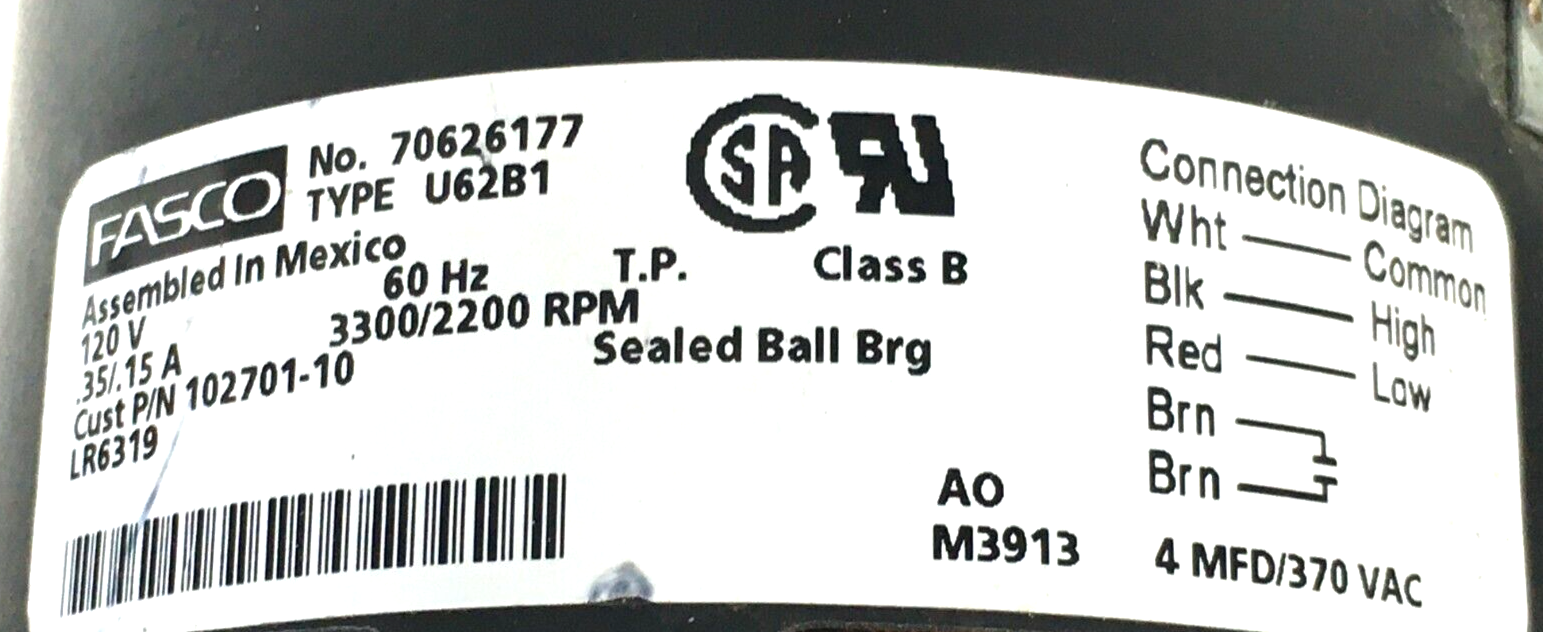 FASCO
No. 70626177
TYPE U62B1
SA
Assembled In Mexico
60 Hz T.P. Class B
120 V 3300/2200 RPM
.35/.15 A Sealed Ball Brg
Cust P/N 102701-10
LR6319
AO
M3913
Connection Diagram
Wht Common
Blk High
Red Low
Brn
Brn
4 MFD/370 VAC